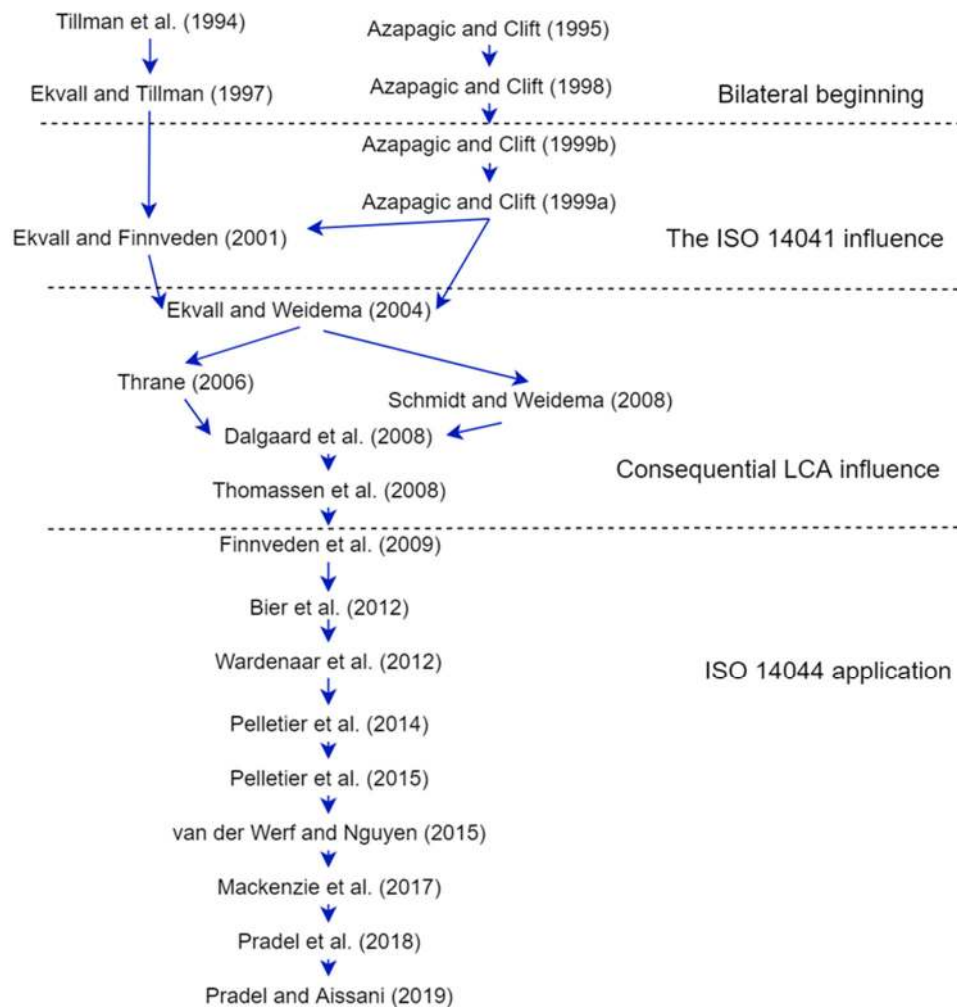 Tillman et al. (1994)
Azapagic and Clift (1995)
Ekvall and Tillman (1997)
Azapagic and Clift (1998)
Bilateral beginning
Azapagic and Clift (1999b)
Azapagic and Clift (1999a)
Ekvall and Finnveden (2001)
The ISO 14041 influence
Ekvall and Weidema (2004)
Thrane (2006)
Schmidt and Weidema (2008)
Dalgaard et al. (2008)
Consequential LCA influence
Thomassen et al. (2008)
Finnveden et al. (2009)
Bier et al. (2012)
Wardenaar et al. (2012)
ISO 14044 application
Pelletier et al. (2014)
Pelletier et al. (2015)
van der Werf and Nguyen (2015)
Mackenzie et al. (2017)
Pradel et al. (2018)
Pradel and Aissani (2019)